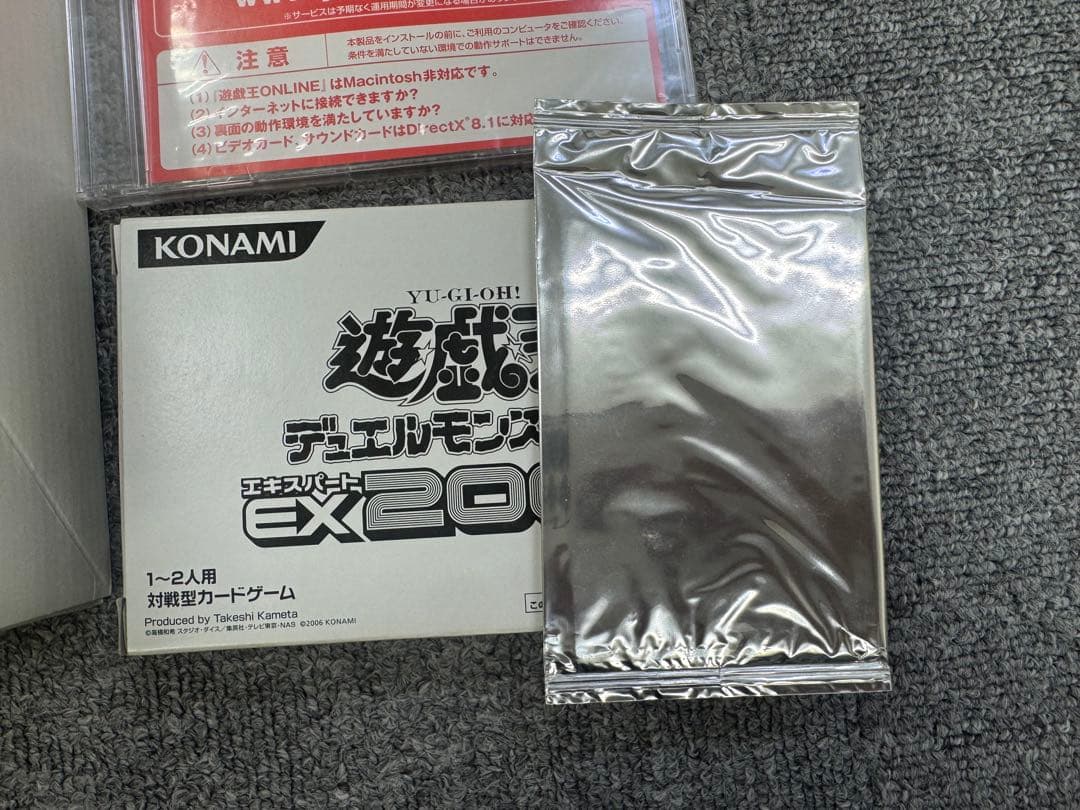 ※サービスは予期なく運用期間が変更になる場合が
注意
本製品をインストールの前に、ご利用のコンピュータをご確認ください。
条件を満たしていない環境での動作サポートはできません。
(1)『遊戯王ONLINE』はMacintosh非対応です。
(2)インターネットに接続できますか?
(3)裏面の動作環境を満たしていますか?
(4)ビデオカード、サウンドカードはDirectX®8.1に対応
KONAMI
YU-GI-OH!
遊戯
デュエルモンス
エキスパート
EX200
1~2人用
対戦型カードゲーム
Produced by Takeshi Kameta
©高橋和希 スタジオ・ダイス/集英社・テレビ東京・NAS ©2006 KONAMI
この